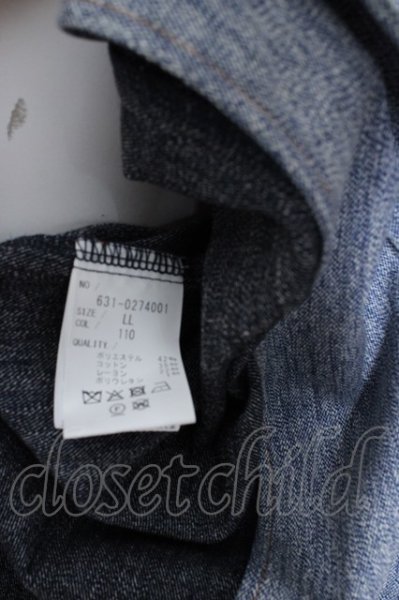 NO /
631-0274001
SIZE / LL
COL / 110
QUALITY /
ポリエステル
コットン
レーヨン
ポリウレタン
closetchild